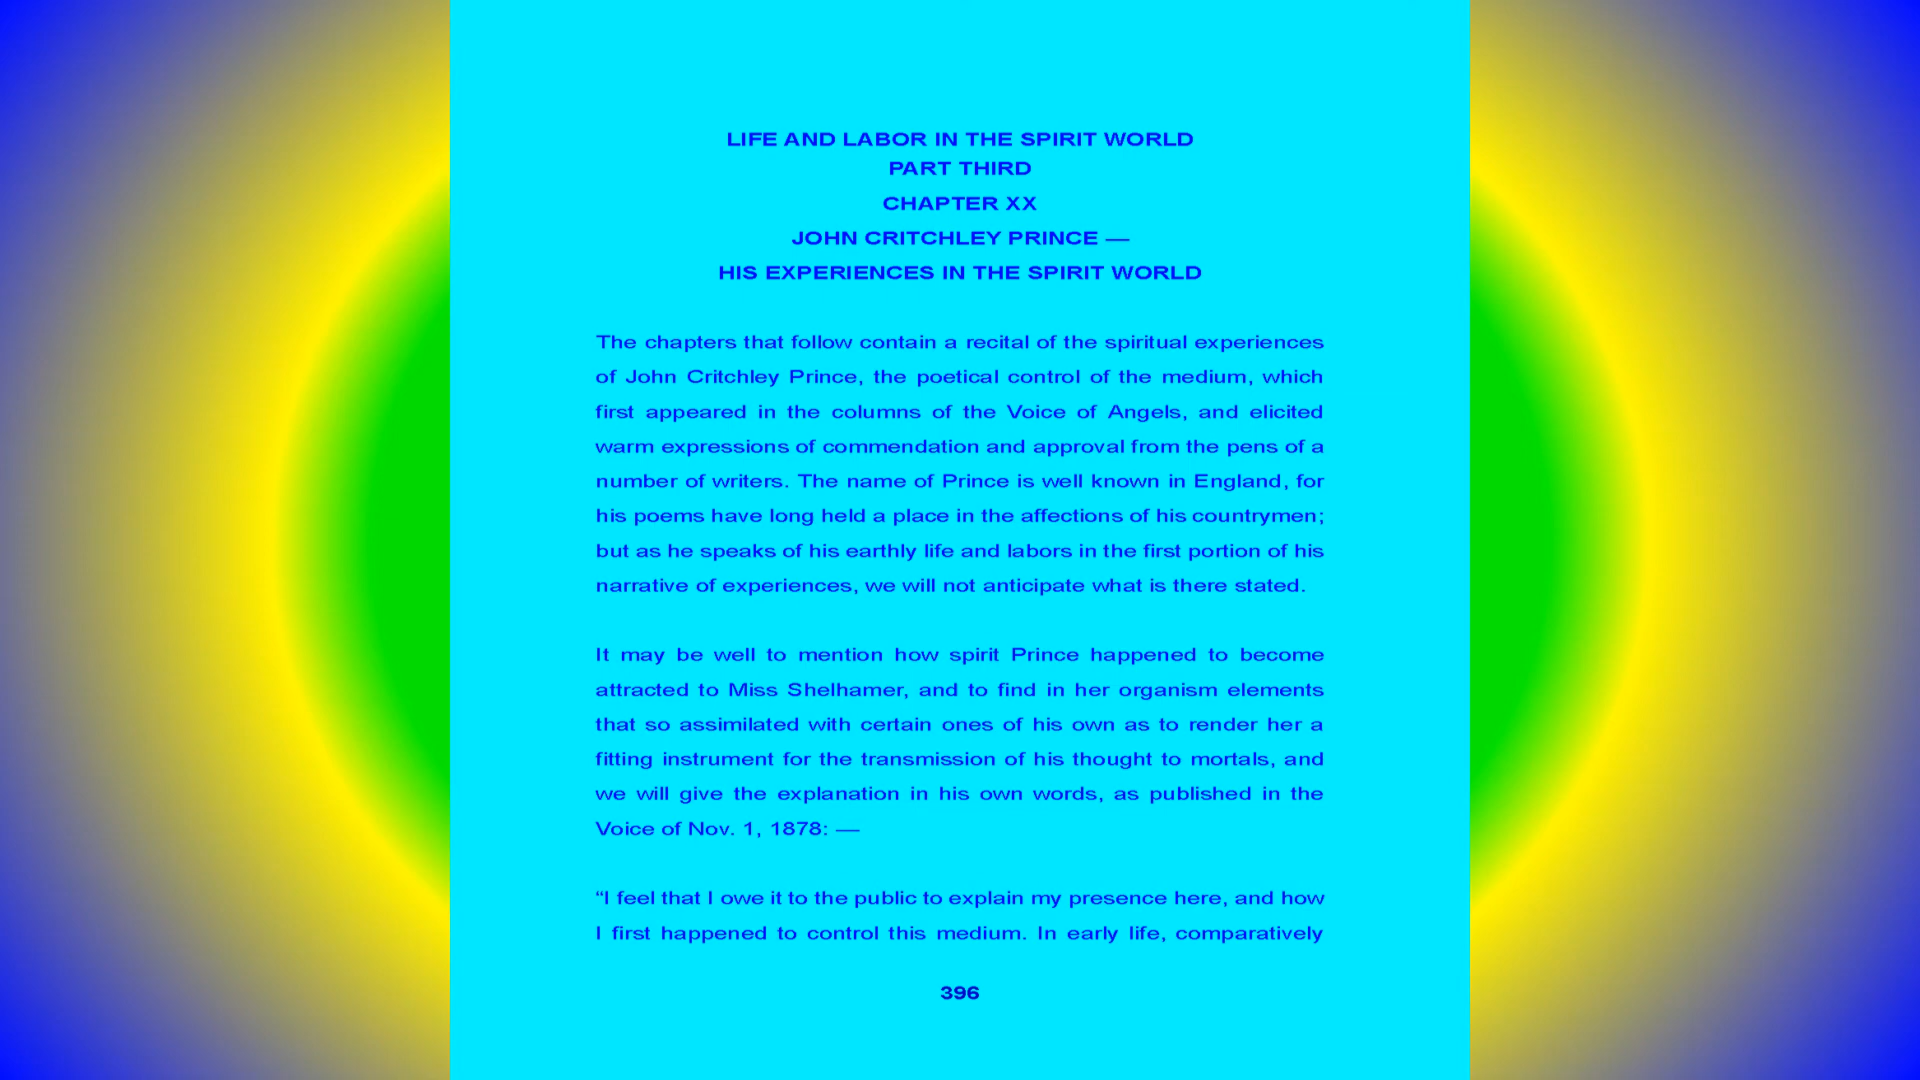 LIFE AND LABOR IN THE SPIRIT WORLD
PART THIRD
CHAPTER XX
JOHN CRITCHLEY PRINCE —
HIS EXPERIENCES IN THE SPIRIT WORLD
The chapters that follow contain a recital of the spiritual experiences
of John Critchley Prince, the poetical control of the medium, which
first appeared in the columns of the Voice of Angels, and elicited
warm expressions of commendation and approval from the pens of a
number of writers. The name of Prince is well known in England, for
his poems have long held a place in the affections of his countrymen;
but as he speaks of his earthly life and labors in the first portion of his
narrative of experiences, we will not anticipate what is there stated.
It may be well to mention how spirit Prince happened to become
attracted to Miss Shelhamer, and to find in her organism elements
that so assimilated with certain ones of his own as to render her a
fitting instrument for the transmission of his thought to mortals, and
we will give the explanation in his own words, as published in the
Voice of Nov. 1, 1878: —
“I feel that I owe it to the public to explain my presence here, and how
I first happened to control this medium. In early life, comparatively
396